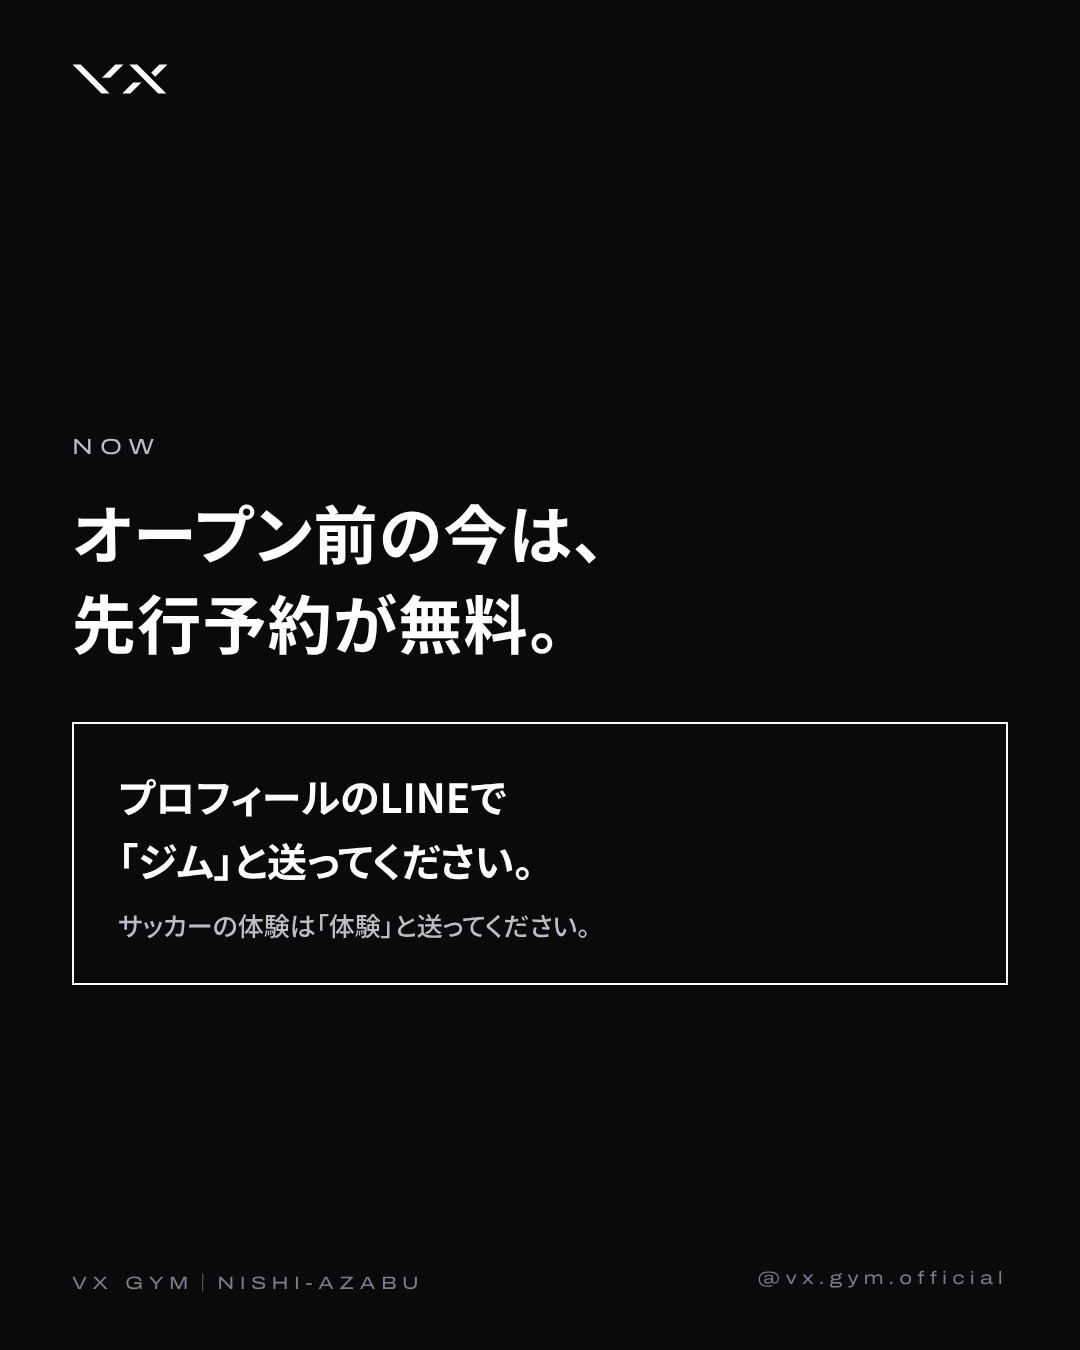 VX
NOW
オープン前の今は、
先行予約が無料。
プロフィールのLINEで
「ジム」と送ってください。
サッカーの体験は「体験」と送ってください。
VX GYM｜NISHI-AZABU
@vx.gym.official